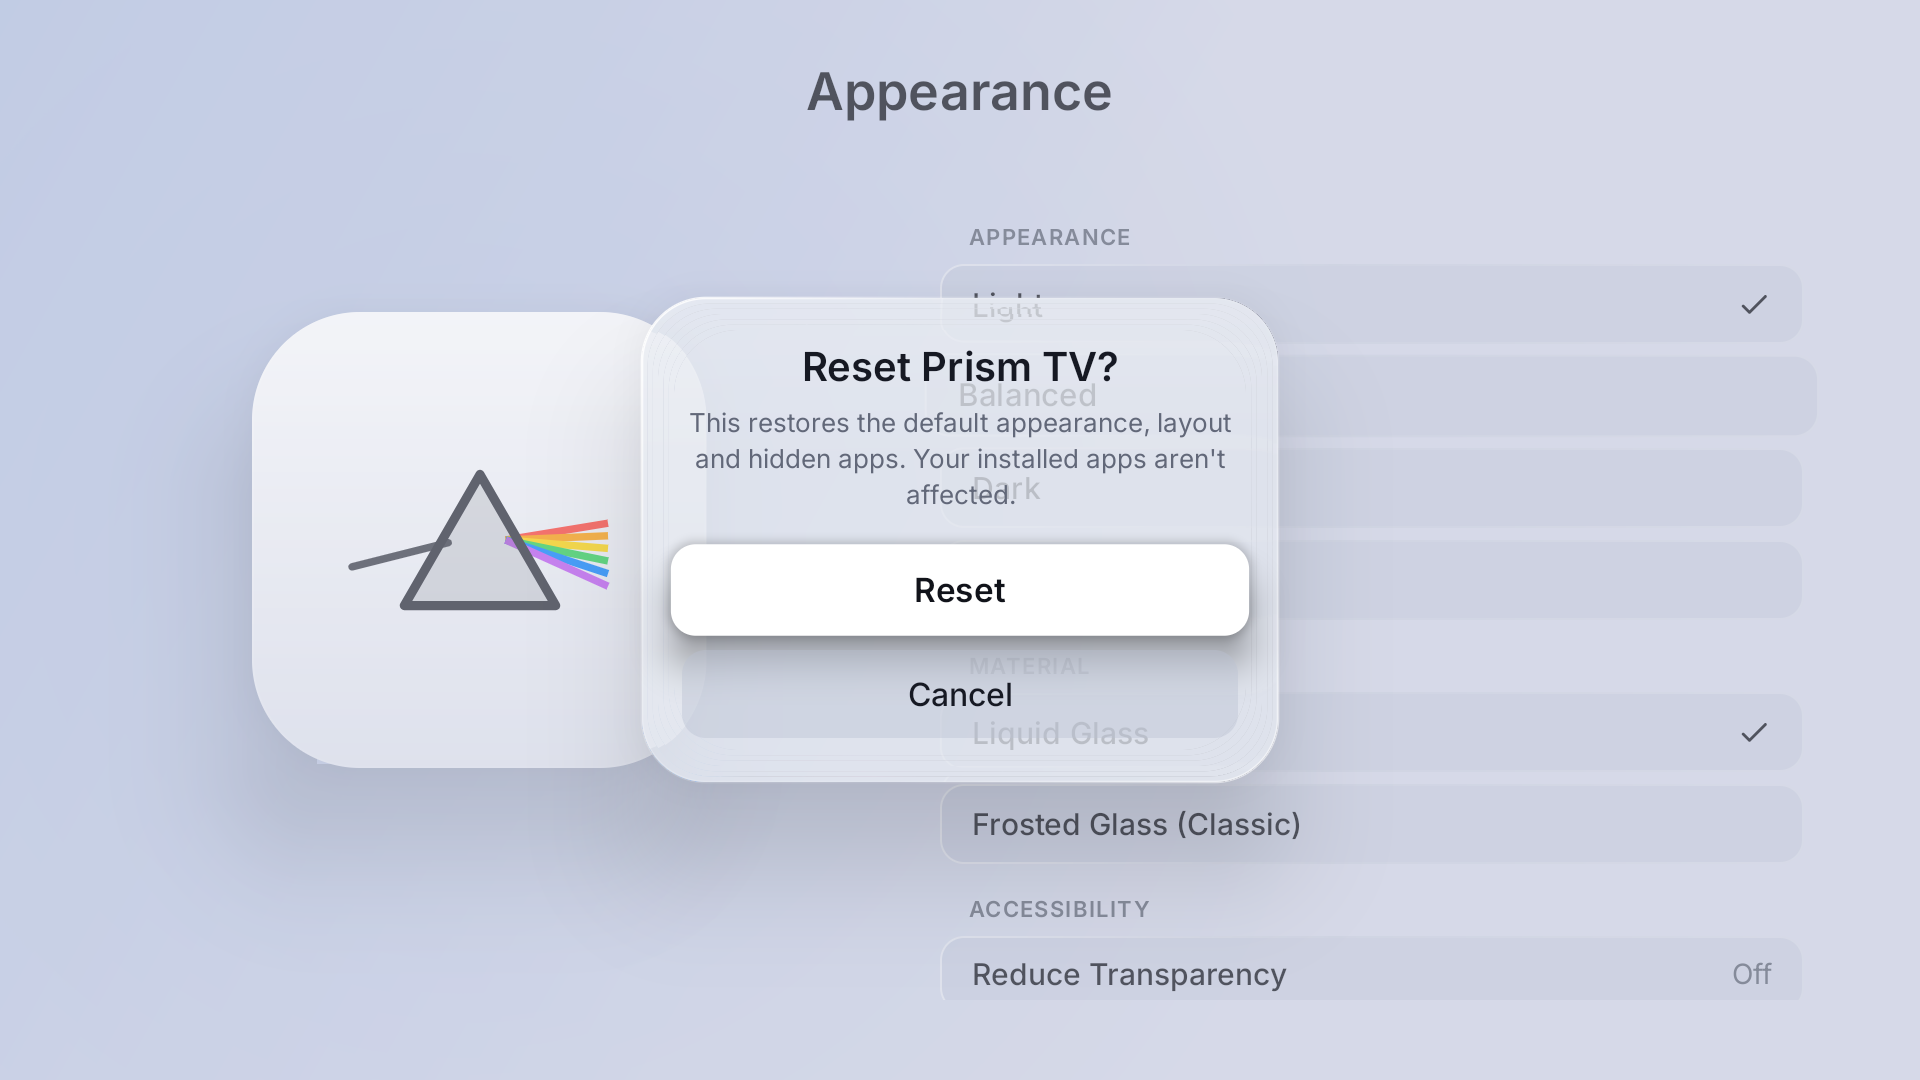 Appearance
APPEARANCE
Light
Reset Prism TV?
Balanced
This restores the default appearance, layout
and hidden apps. Your installed apps aren't
Dark
affected.
Reset
MATERIAL
Cancel
Liquid Glass
Frosted Glass (Classic)
ACCESSIBILITY
Reduce Transparency
Off